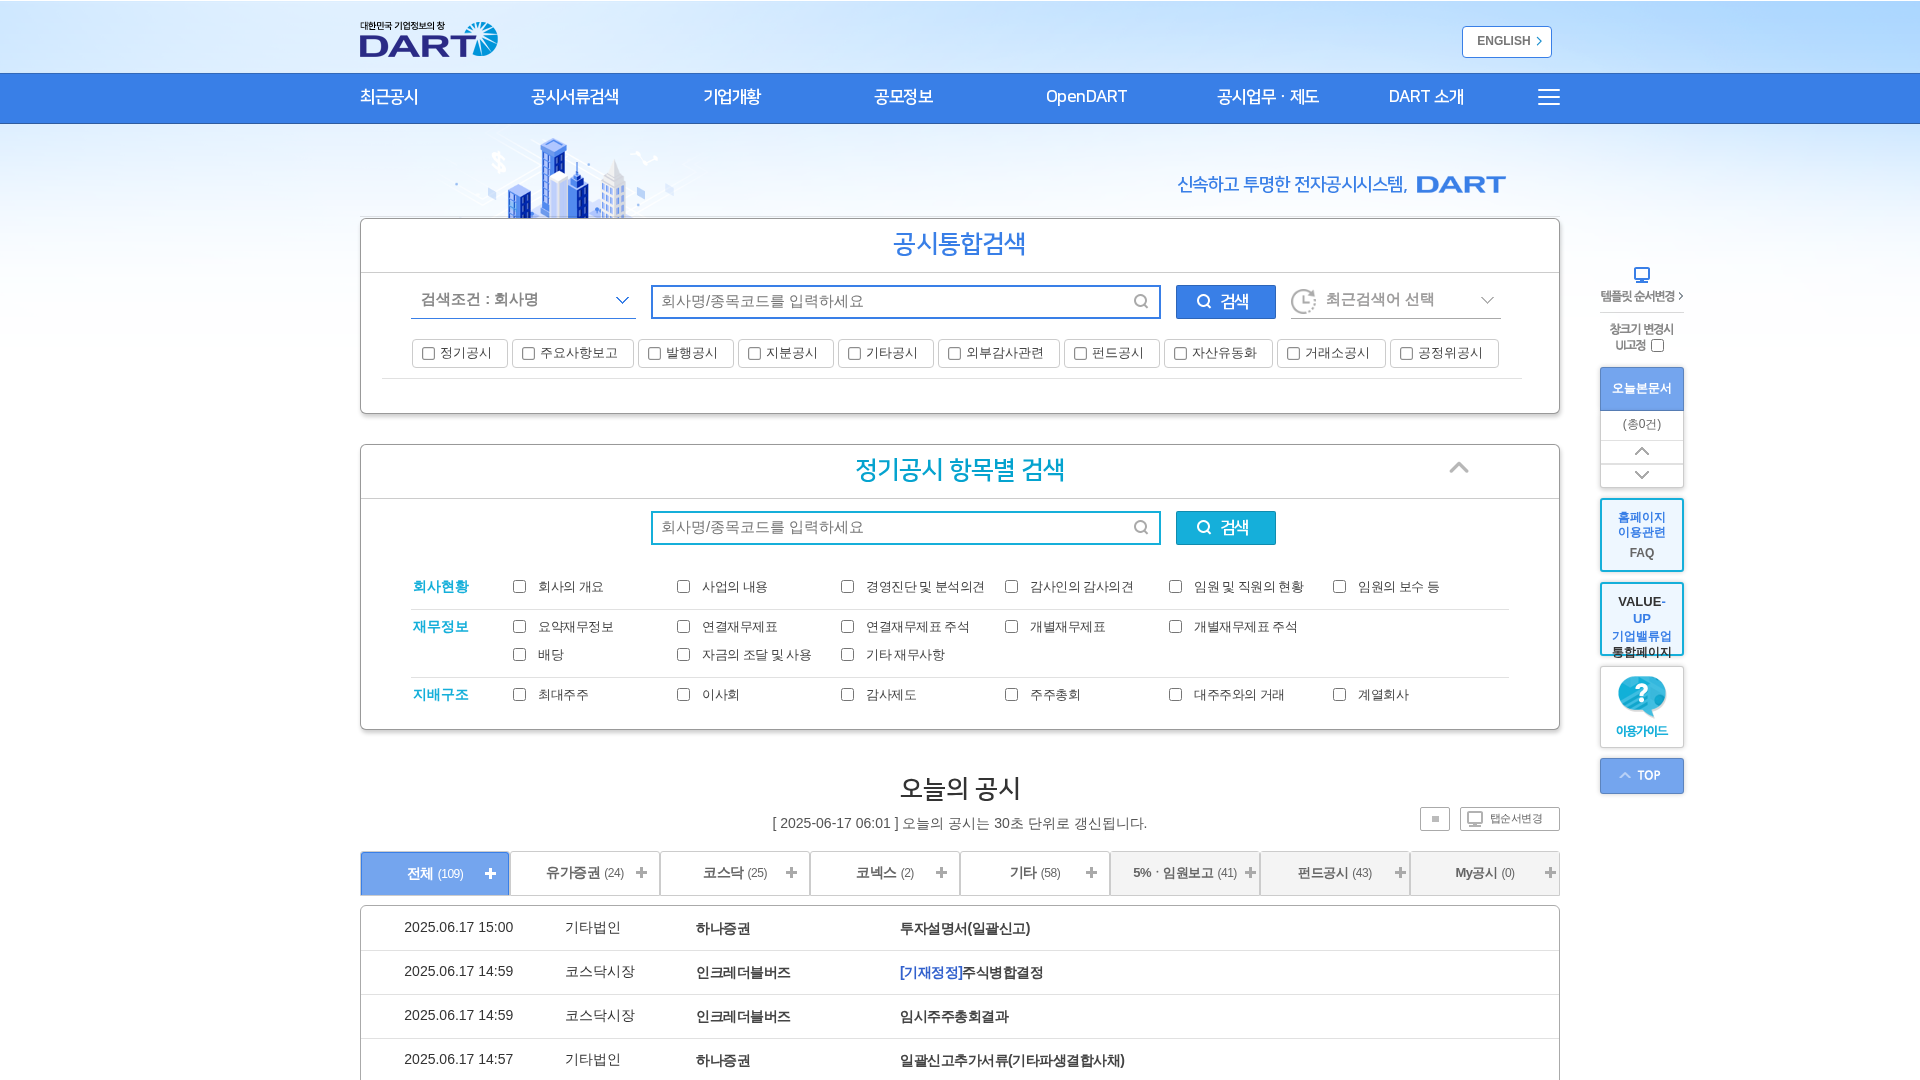 대한민국 기업정보의 창
DART
ENGLISH
최근공시 공시서류검색 기업개황 공모정보 OpenDART 공시업무 · 제도 DART 소개
신속하고 투명한 전자공시시스템, DART
공시통합검색
검색조건 : 회사명 회사명/종목코드를 입력하세요 검색 최근검색어 선택
정기공시 주요사항보고 발행공시 지분공시 기타공시 외부감사관련 펀드공시 자산유동화 거래소공시 공정위공시
템플릿 순서변경
창크기 변경시
UI고정
오늘본문서
(총0건)
정기공시 항목별 검색
회사명/종목코드를 입력하세요 검색
홈페이지
이용관련
FAQ
회사현황 회사의 개요 사업의 내용 경영진단 및 분석의견 감사인의 감사의견 임원 및 직원의 현황 임원의 보수 등
재무정보 요약재무정보 연결재무제표 연결재무제표 주석 개별재무제표 개별재무제표 주석
배당 자금의 조달 및 사용 기타 재무사항
지배구조 최대주주 이사회 감사제도 주주총회 대주주와의 거래 계열회사
VALUE-
UP
기업밸류업
통합페이지
이용가이드
TOP
오늘의 공시
[ 2025-06-17 06:01 ] 오늘의 공시는 30초 단위로 갱신됩니다.
탭순서변경
전체 (109) 유가증권 (24) 코스닥 (25) 코넥스 (2) 기타 (58) 5%ㆍ임원보고 (41) 펀드공시 (43) My공시 (0)
2025.06.17 15:00 기타법인 하나증권 투자설명서(일괄신고)
2025.06.17 14:59 코스닥시장 인크레더블버즈 [기재정정]주식병합결정
2025.06.17 14:59 코스닥시장 인크레더블버즈 임시주주총회결과
2025.06.17 14:57 기타법인 하나증권 일괄신고추가서류(기타파생결합사채)